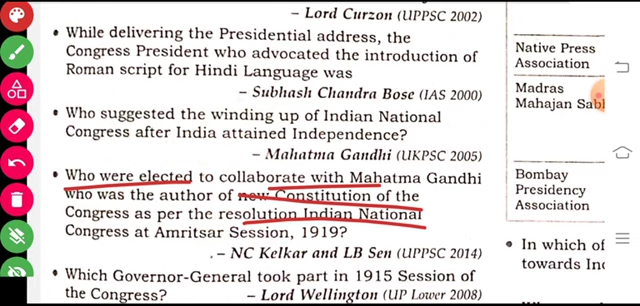 – Lord Curzon (UPPSC 2002)
• While delivering the Presidential address, the
Congress President who advocated the introduction of
Roman script for Hindi Language was
– Subhash Chandra Bose (IAS 2000)
• Who suggested the winding up of Indian National
Congress after India attained Independence?
– Mahatma Gandhi (UKPSC 2005)
• Who were elected to collaborate with Mahatma Gandhi
who was the author of new Constitution of the
Congress as per the resolution Indian National
Congress at Amritsar Session, 1919?
– NC Kelkar and LB Sen (UPPSC 2014)
• Which Governor-General took part in 1915 Session of
the Congress? – Lord Wellington (UP Lower 2008)
Native Press
Association
Madras
Mahajan Sabh
Bombay
Presidency
Association
• In which of
towards Ind